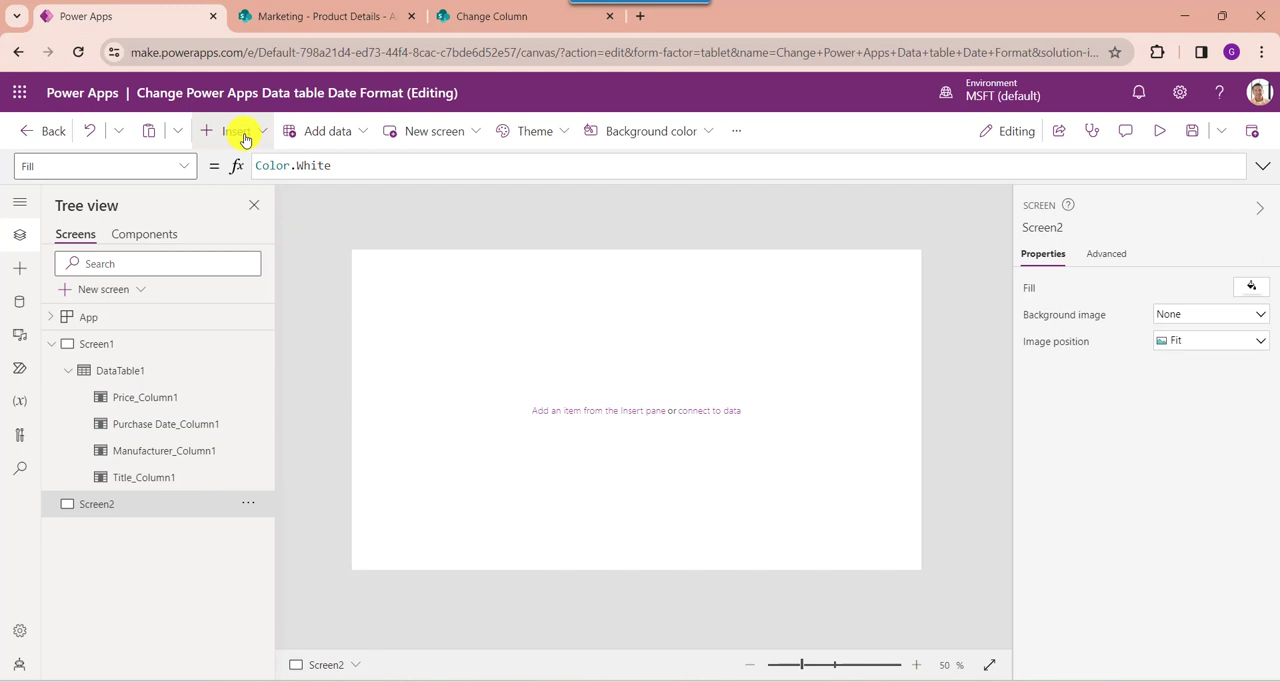 Power Apps
Marketing - Product Details - A
Change Column
make.powerapps.com/e/Default-798a21d4-ed73-44f4-8cac-c7bde6d52e57/canvas/?action=edit&form-factor=tablet&name=Change+Power+Apps+Data+table+Date+Format&solution-i...
G
Power Apps | Change Power Apps Data table Date Format (Editing)
Environment
MSFT (default)
Back
Insert
Add data
New screen
Theme
Background color
...
Editing
Fill
= fx
Color.White
Tree view
Screens
Components
Search
New screen
App
Screen1
DataTable1
Price_Column1
Purchase Date_Column1
Manufacturer_Column1
Title_Column1
Screen2
...
(x)
Add an item from the Insert pane or connect to data
SCREEN
Screen2
Properties
Advanced
Fill
Background image
None
Image position
Fit
Screen2
50 %